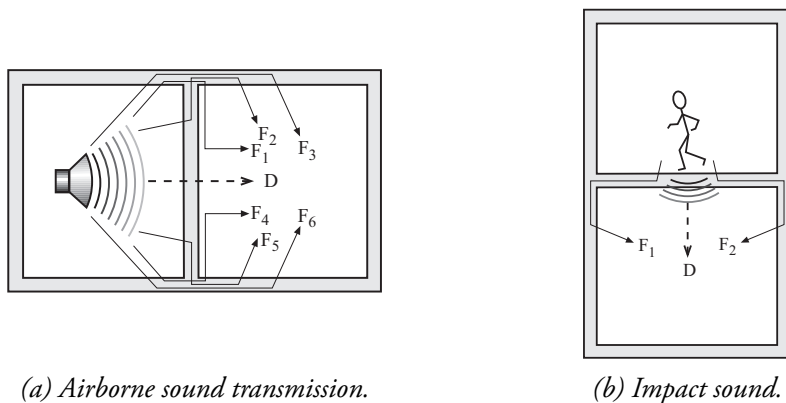 F2
F1
F3
D
F4
F6
F5
F1
F2
D
(a) Airborne sound transmission.
(b) Impact sound.